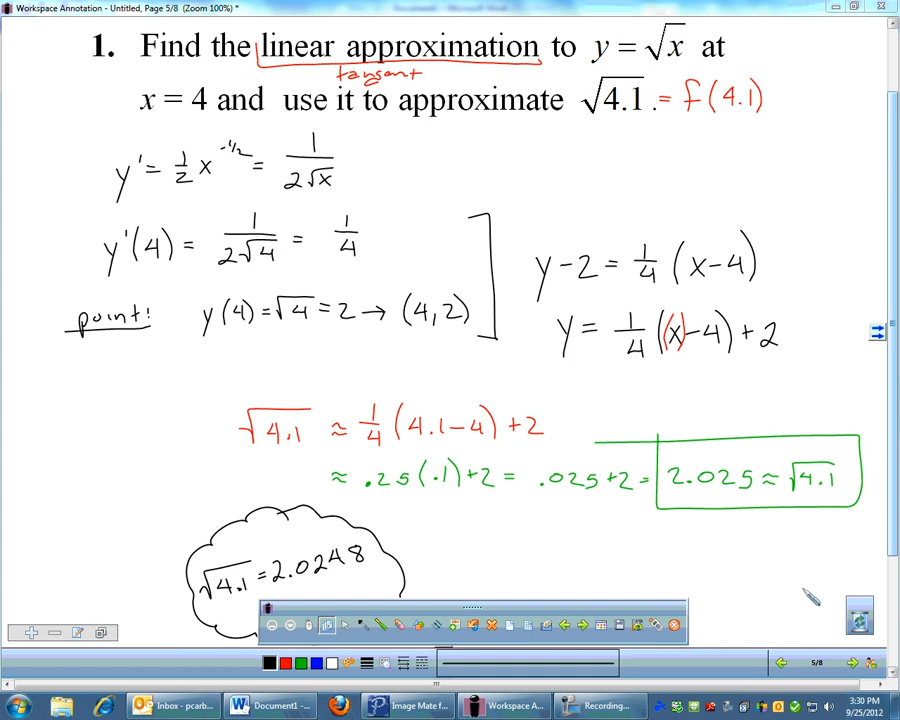 Workspace Annotation - Untitled, Page 5/8 (Zoom 100%) *
1. Find the linear approximation to y = √x at
tangent
x = 4 and use it to approximate √4.1. = f(4.1)
y' = 1/2 x^-1/2 = 1/(2√x)
y'(4) = 1/(2√4) = 1/4
y-2 = 1/4 (x-4)
point: y(4) = √4 = 2 → (4,2)
y = 1/4 ((x)-4) + 2
√4.1 ≈ 1/4 (4.1-4) + 2
≈ .25(.1)+2 = .025+2 = 2.025 ≈ √4.1
√4.1 = 2.0248
5/8
Inbox - pcarb...
Document1 - ...
Image Mate f...
Workspace A...
Recording...
3:30 PM
9/25/2012